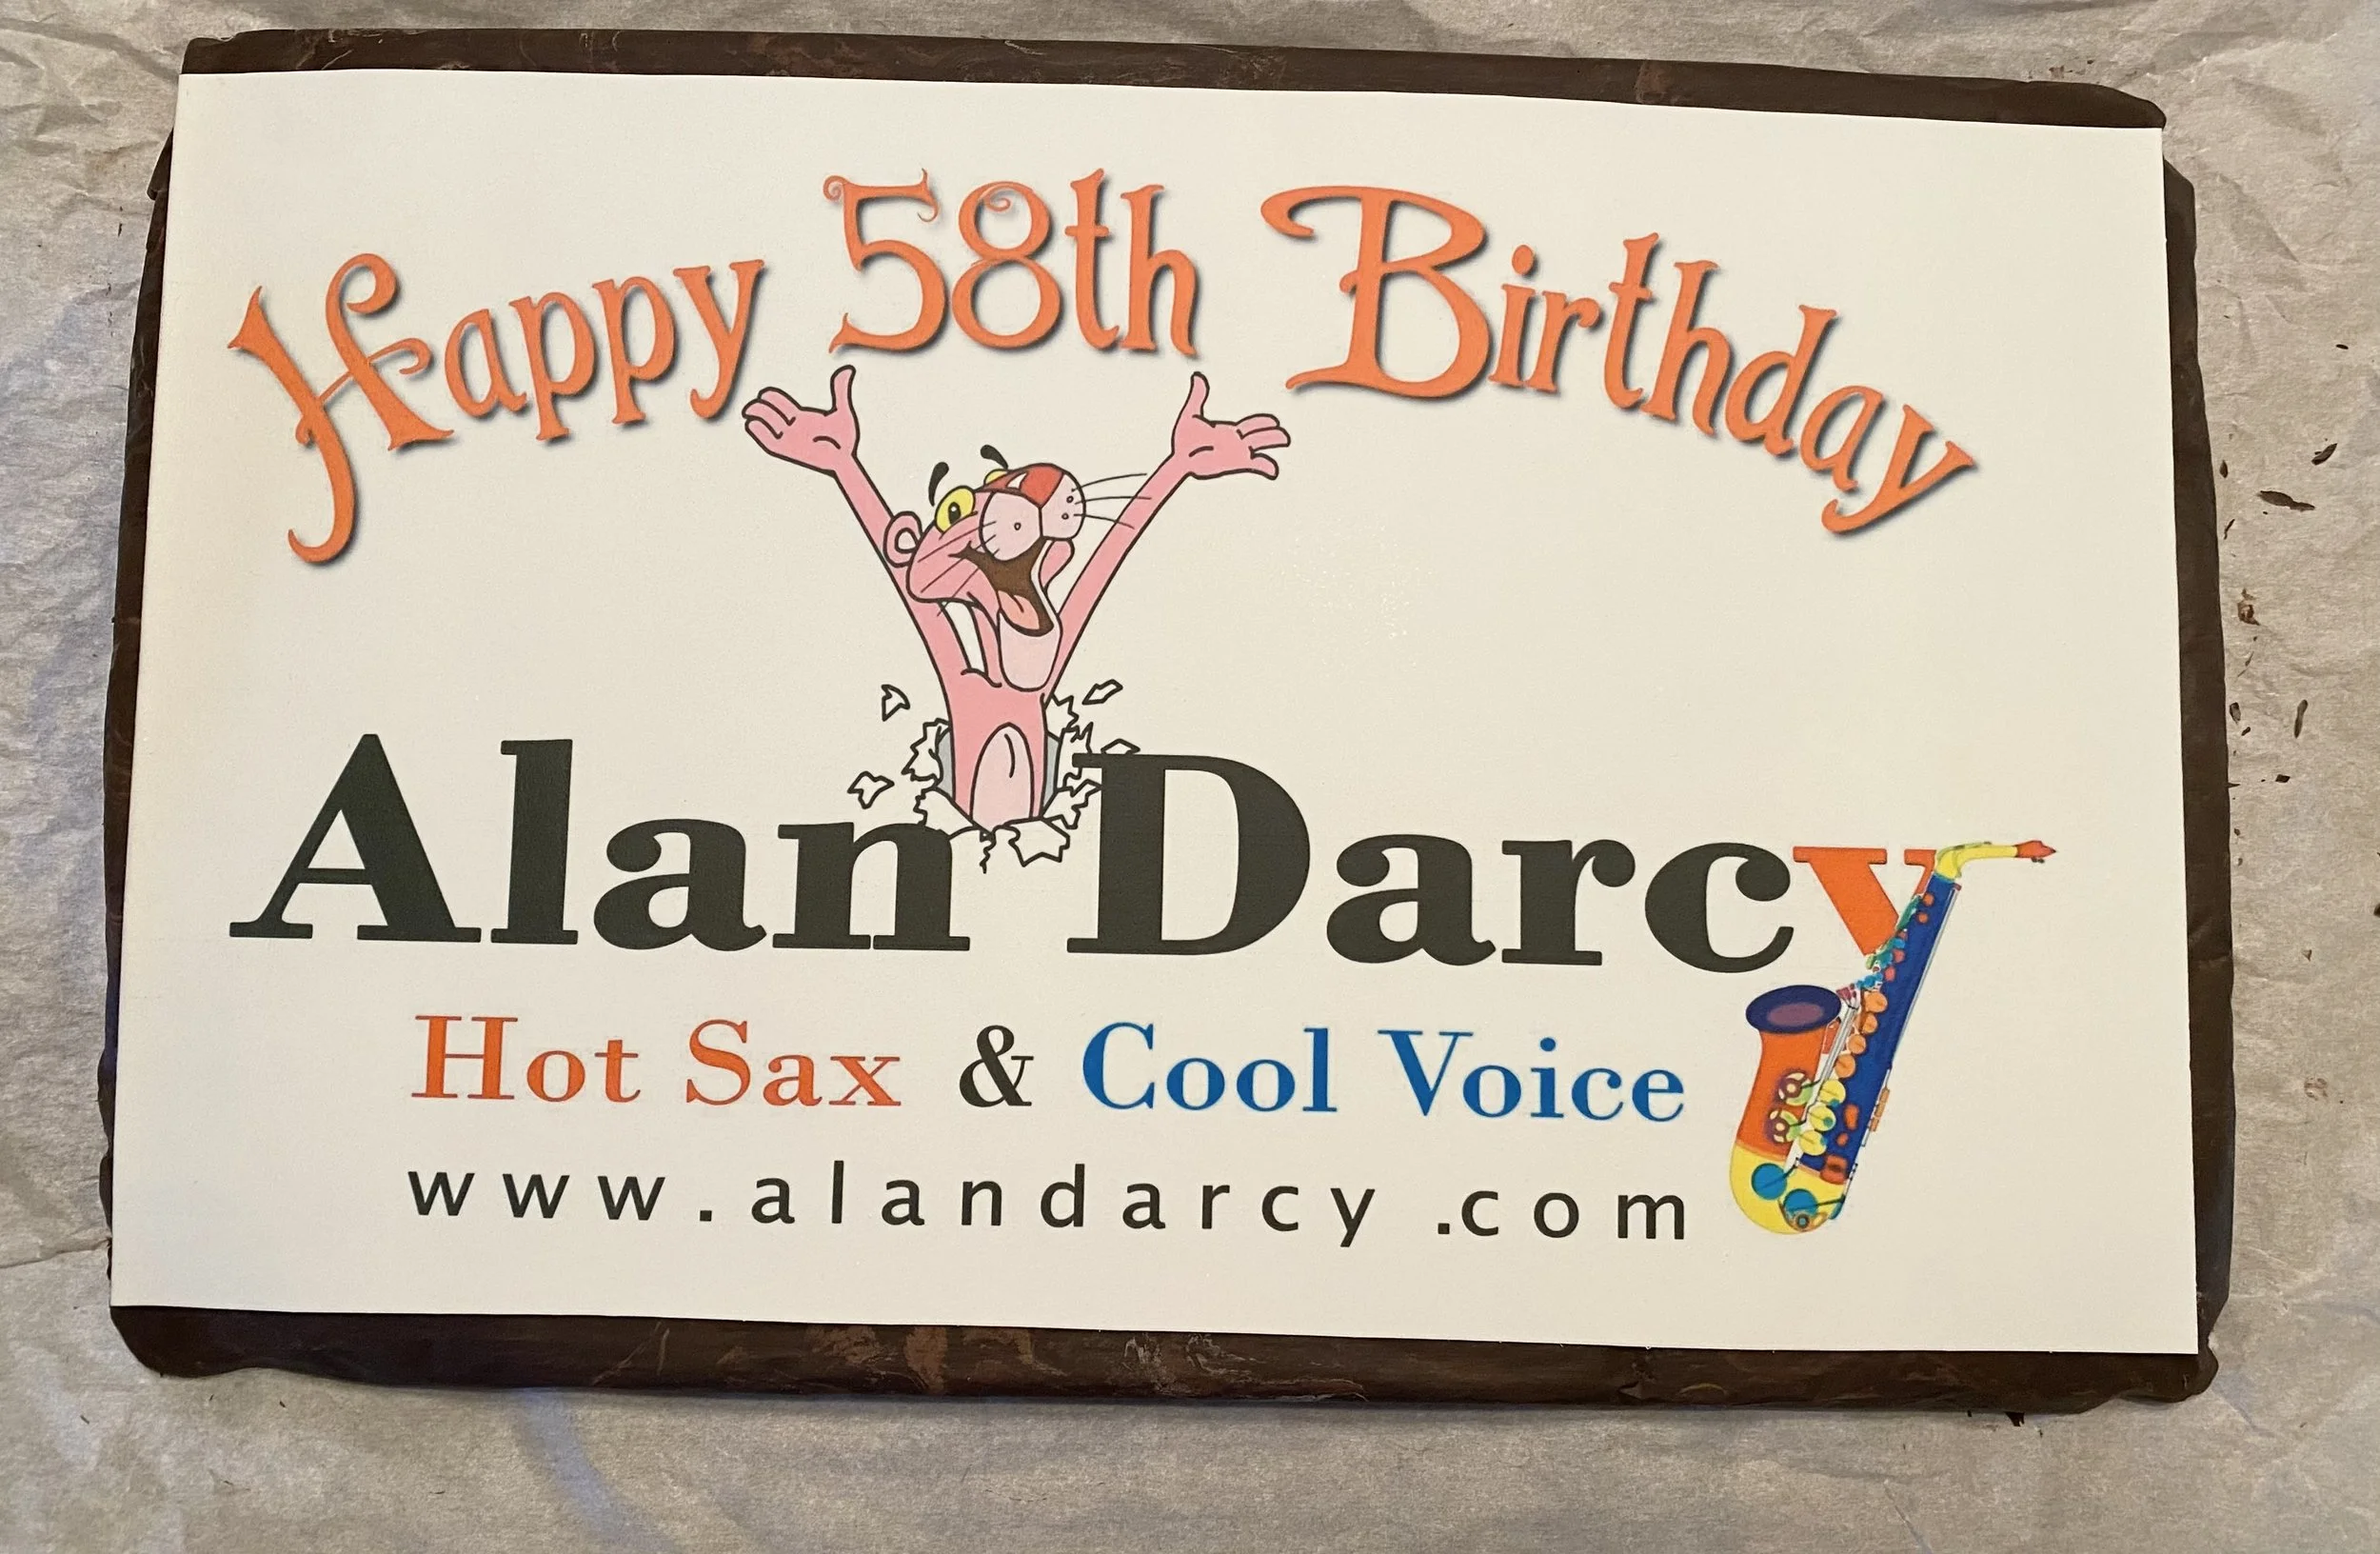 Happy 58th Birthday
Alan Darcy
Hot Sax & Cool Voice
www.alandarcy.com